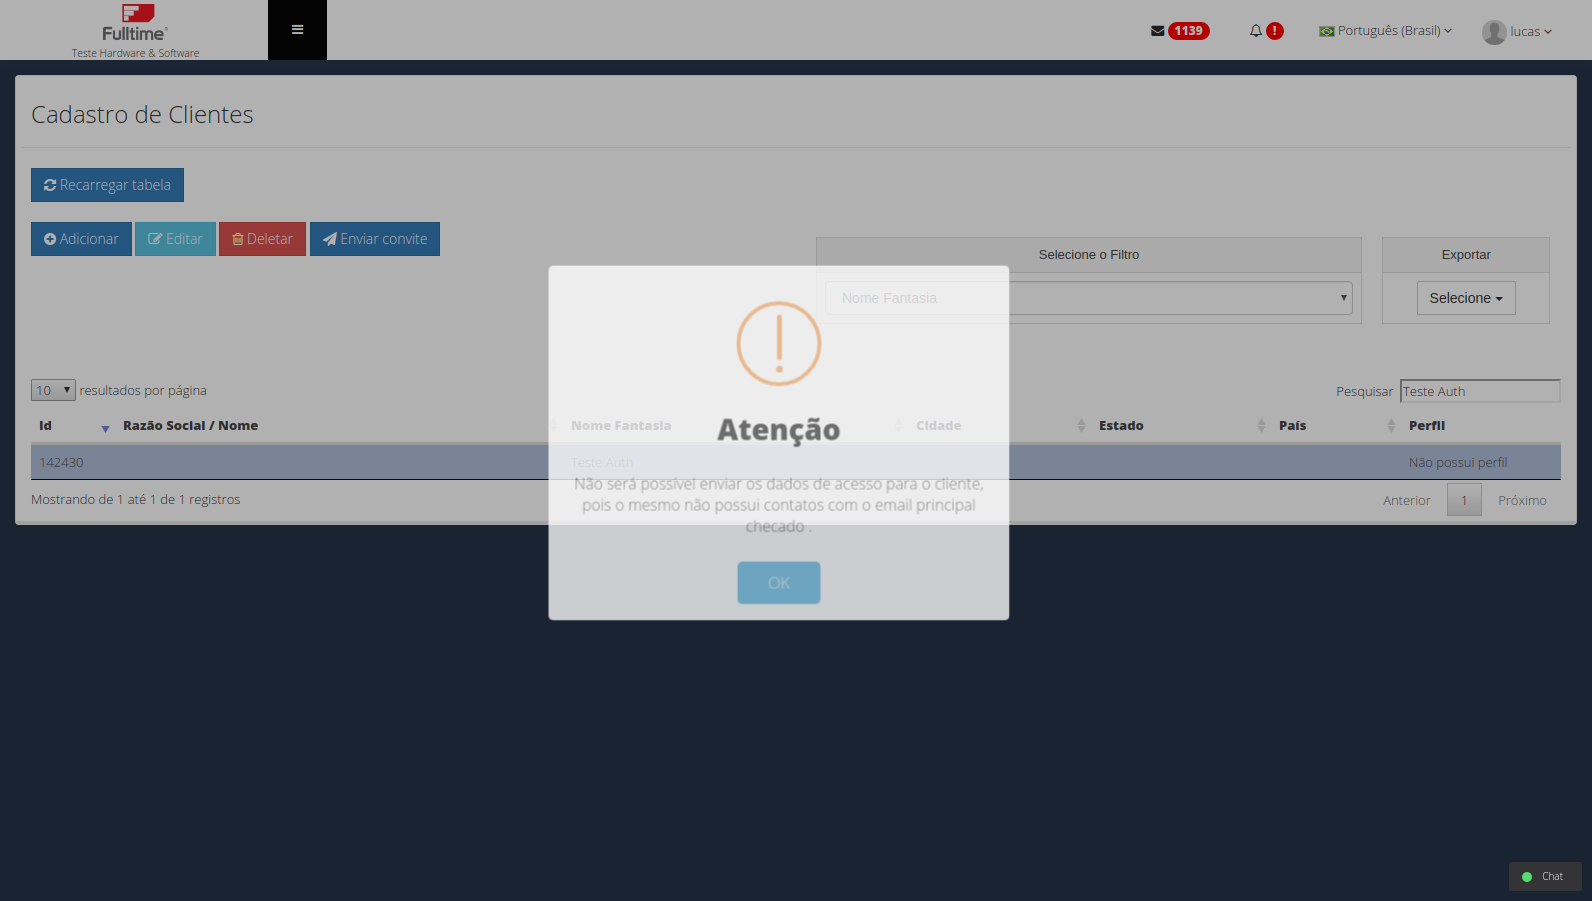 Fulltime
Teste Hardware & Software
1139
!
Português (Brasil)
lucas
Cadastro de Clientes
Recarregar tabela
Adicionar
Editar
Deletar
Enviar convite
Selecione o Filtro
Nome Fantasia
Exportar
Selecione
10 resultados por página
Pesquisar Teste Auth
Id Razão Social / Nome Nome Fantasia Cidade Estado País Perfil
142430 Teste Auth Não possui perfil
Mostrando de 1 até 1 de 1 registros
Anterior 1 Próximo
Atenção
Não será possível enviar os dados de acesso para o cliente,
pois o mesmo não possui contatos com o email principal
checado .
OK
Chat